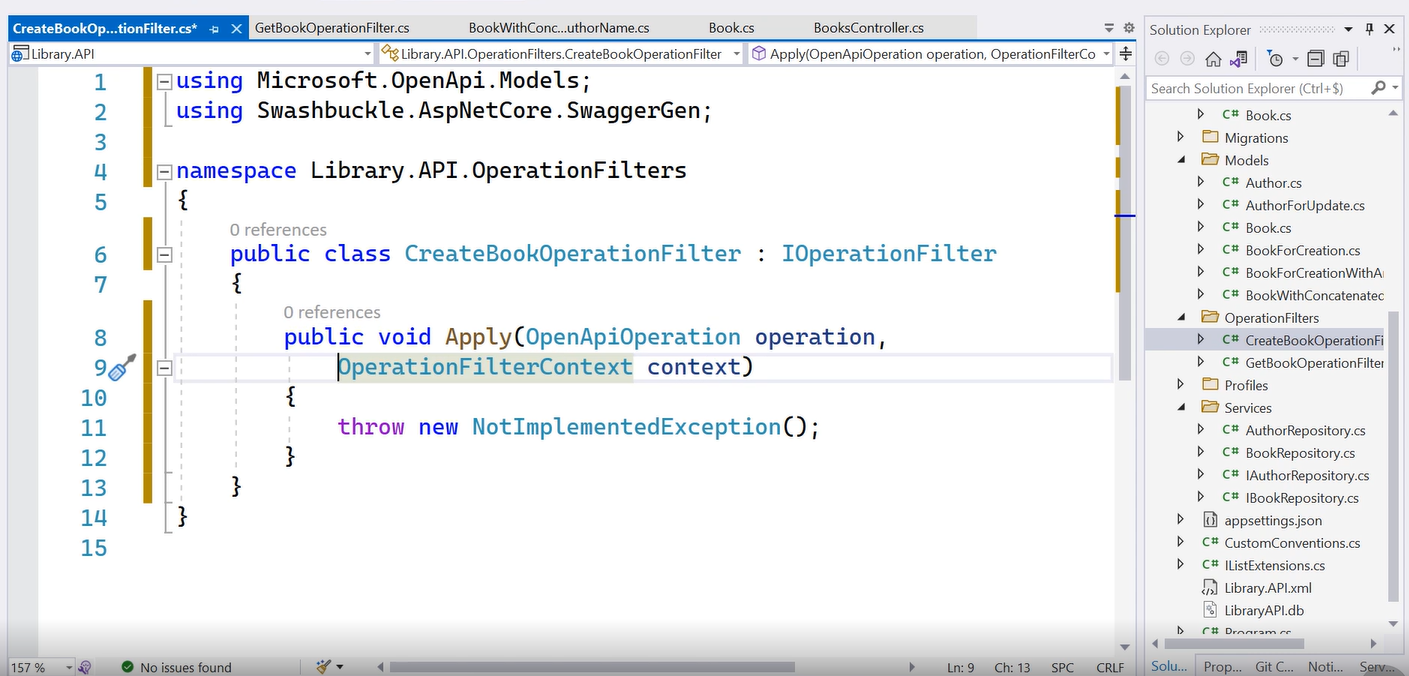 CreateBookOp...tionFilter.cs* GetBookOperationFilter.cs BookWithConc...uthorName.cs Book.cs BooksController.cs
Library.API Library.API.OperationFilters.CreateBookOperationFilter Apply(OpenApiOperation operation, OperationFilterCo
1 using Microsoft.OpenApi.Models;
2 using Swashbuckle.AspNetCore.SwaggerGen;
3
4 namespace Library.API.OperationFilters
5 {
0 references
6 public class CreateBookOperationFilter : IOperationFilter
7 {
0 references
8 public void Apply(OpenApiOperation operation,
9 OperationFilterContext context)
10 {
11 throw new NotImplementedException();
12 }
13 }
14 }
15
157 % No issues found Ln: 9 Ch: 13 SPC CRLF
Solution Explorer
Search Solution Explorer (Ctrl+$)
C# Book.cs
Migrations
Models
C# Author.cs
C# AuthorForUpdate.cs
C# Book.cs
C# BookForCreation.cs
C# BookForCreationWithA
C# BookWithConcatenated
OperationFilters
C# CreateBookOperationFi
C# GetBookOperationFilter
Profiles
Services
C# AuthorRepository.cs
C# BookRepository.cs
C# IAuthorRepository.cs
C# IBookRepository.cs
appsettings.json
C# CustomConventions.cs
C# IListExtensions.cs
Library.API.xml
LibraryAPI.db
C# Program.cs
Solu... Prop... Git C... Noti... Serv...